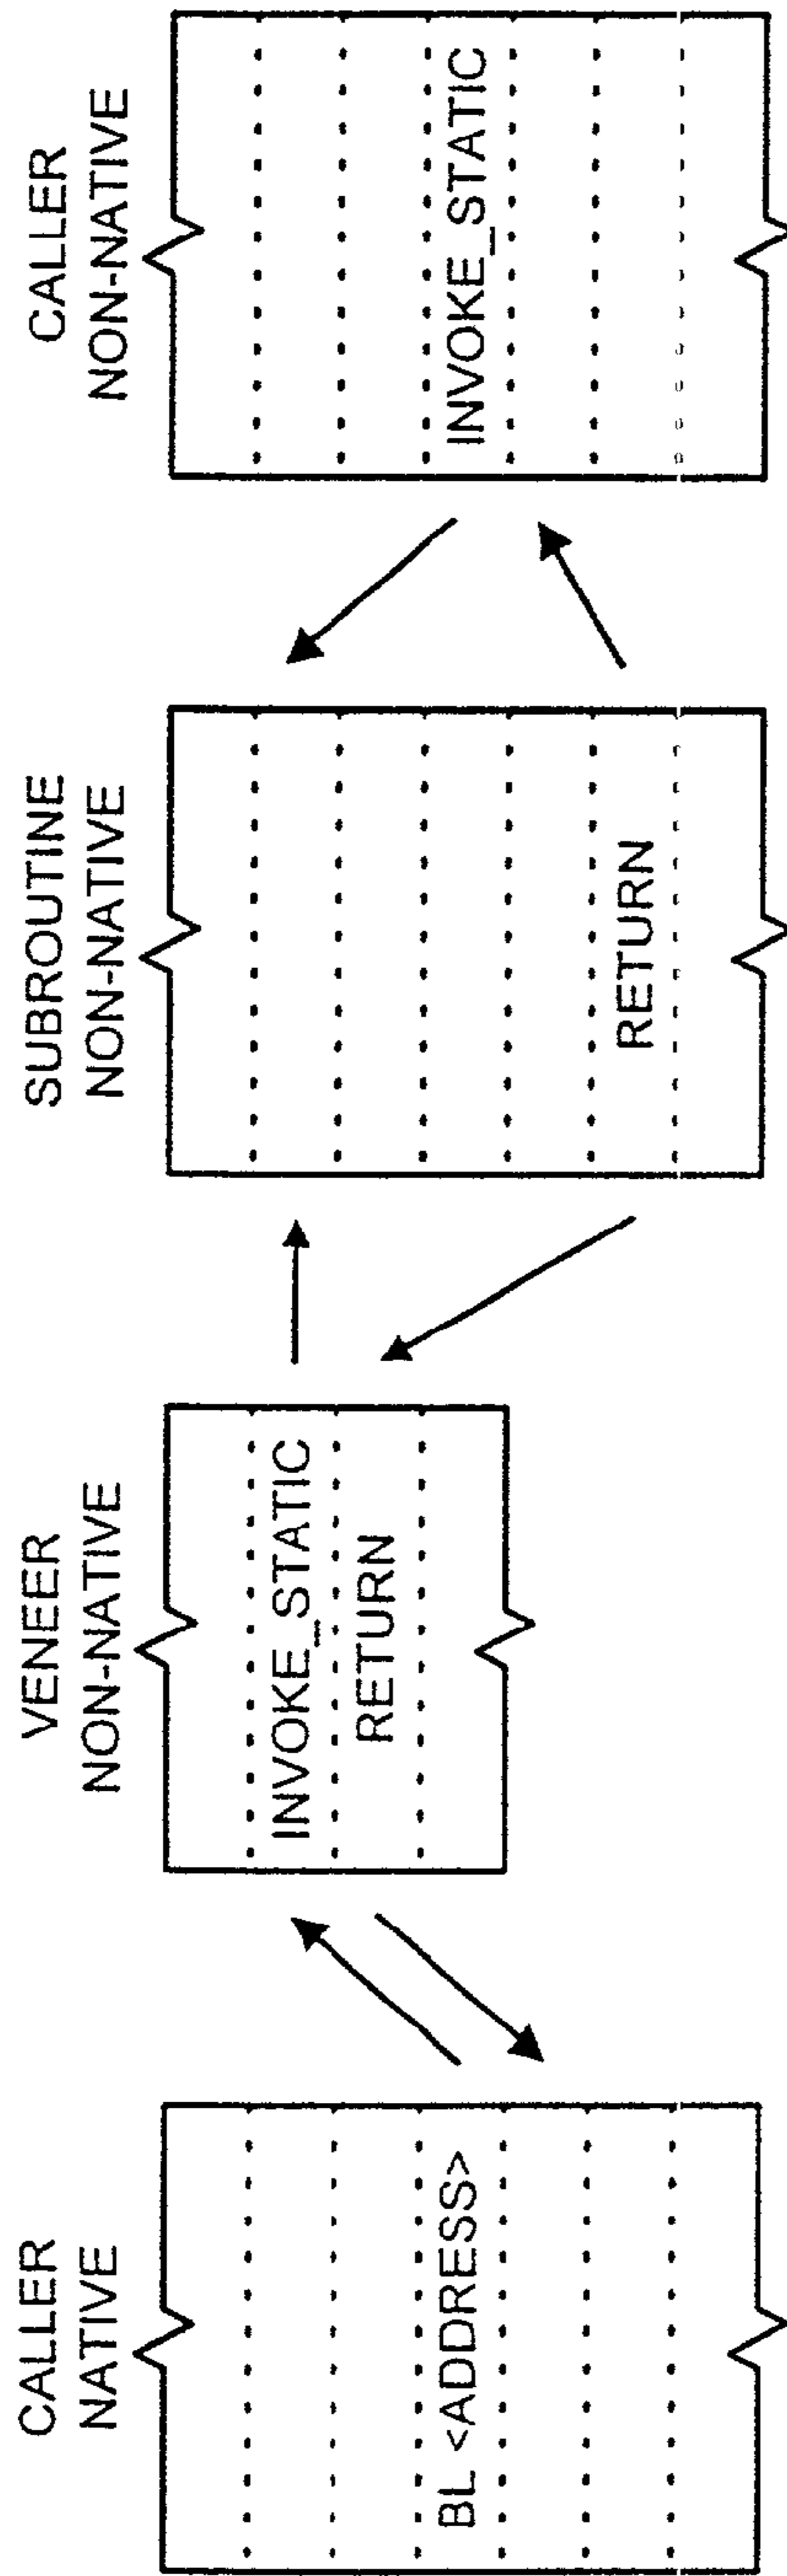 CALLER
NATIVE
BL <ADDRESS>
VENEER
NON-NATIVE
INVOKE_STATIC
RETURN
SUBROUTINE
NON-NATIVE
RETURN
CALLER
NON-NATIVE
INVOKE_STATIC